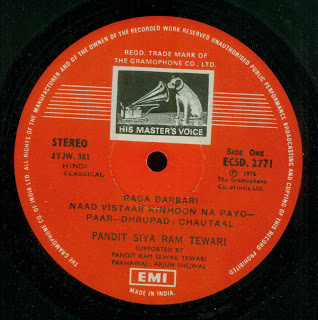 MANUFACTURER AND OF THE OWNER OF THE RECORDED WORK RESERVED UNAUTHORISED PUBLIC PERFORMANCE BROADCASTING AND COPYING OF THIS RECORD PROHIBITED
THE GRAMOPHONE CO. OF INDIA LTD. ALL RIGHTS OF THE
REGD. TRADE MARK OF
THE GRAMOPHONE CO., LTD.
HIS MASTER'S VOICE
STEREO
2YJW. 381
HINDI
CLASSICAL
SIDE ONE
ECSD. 2771
℗ 1976
The Gramophone
Co. of India Ltd.
RAGA DARBARI
NAAD VISTAAR KINHOON NA PAYO—
PAAR—DHRUPAD : CHAUTAAL
PANDIT SIYA RAM TEWARI
SUPPORTED BY
PANDIT RAM SEWAK TEWARI
PAKHAWAJ: ARJUN SHEJWAL
EMI
MADE IN INDIA.